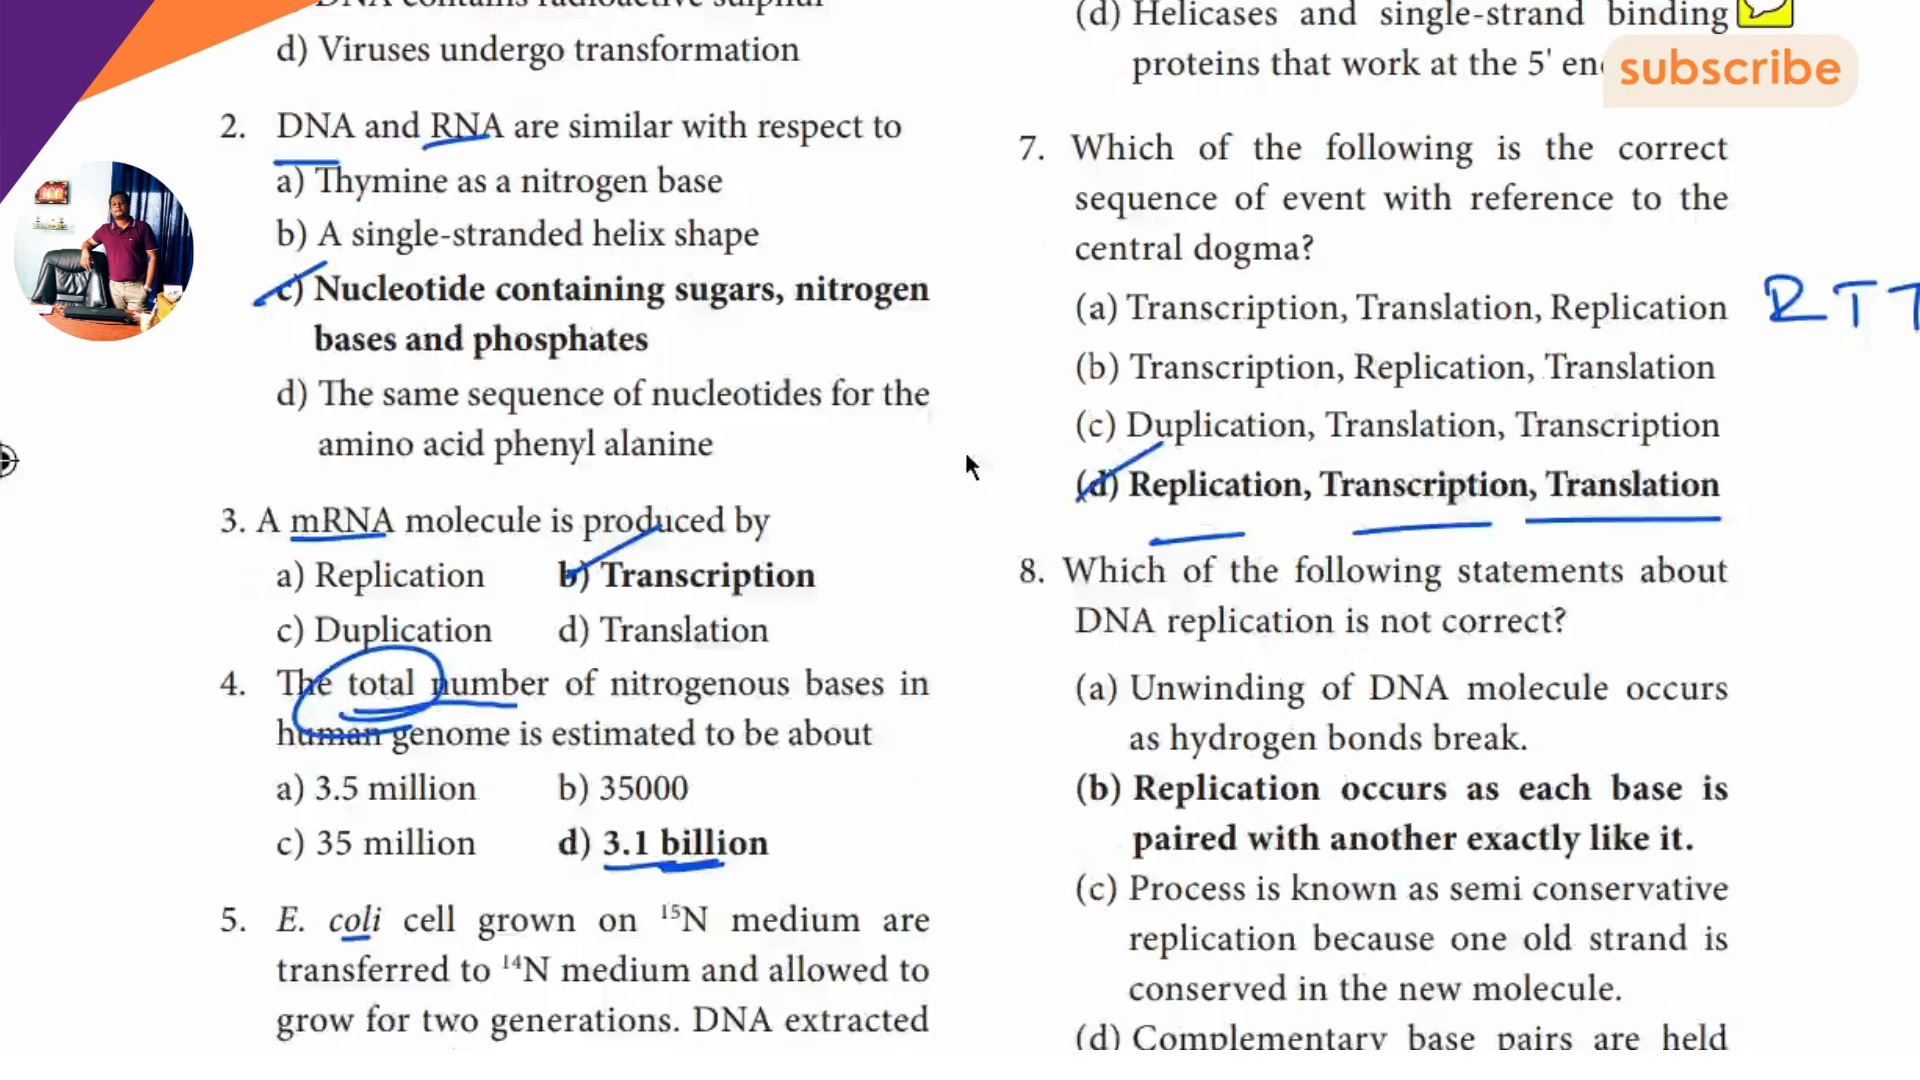 DNA contains radioactive sulphur
d) Viruses undergo transformation
2. DNA and RNA are similar with respect to
a) Thymine as a nitrogen base
b) A single-stranded helix shape
c) Nucleotide containing sugars, nitrogen
bases and phosphates
d) The same sequence of nucleotides for the
amino acid phenyl alanine
3. A mRNA molecule is produced by
a) Replication b) Transcription
c) Duplication d) Translation
4. The total number of nitrogenous bases in
human genome is estimated to be about
a) 3.5 million b) 35000
c) 35 million d) 3.1 billion
5. E. coli cell grown on ¹⁵N medium are
transferred to ¹⁴N medium and allowed to
grow for two generations. DNA extracted
(d) Helicases and single-strand binding
proteins that work at the 5'
subscribe
7. Which of the following is the correct
sequence of event with reference to the
central dogma?
(a) Transcription, Translation, Replication
RTT
(b) Transcription, Replication, Translation
(c) Duplication, Translation, Transcription
(d) Replication, Transcription, Translation
8. Which of the following statements about
DNA replication is not correct?
(a) Unwinding of DNA molecule occurs
as hydrogen bonds break.
(b) Replication occurs as each base is
paired with another exactly like it.
(c) Process is known as semi conservative
replication because one old strand is
conserved in the new molecule.
(d) Complementary base pairs are held